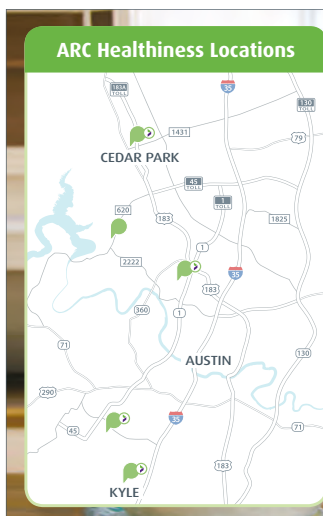 ARC Healthiness Locations
183A
TOLL
35
130
TOLL
1431
79
CEDAR PARK
45
TOLL
1
TOLL
620
183
1825
1
2222
35
183
360
1
71
130
AUSTIN
290
45
35
71
183
KYLE